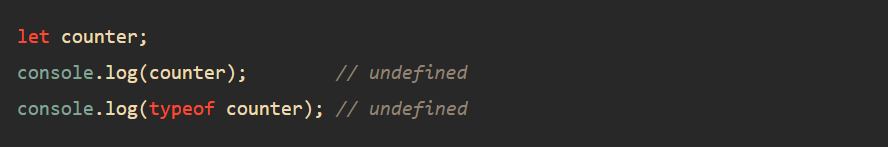 let counter;
console.log(counter);        // undefined
console.log(typeof counter); // undefined